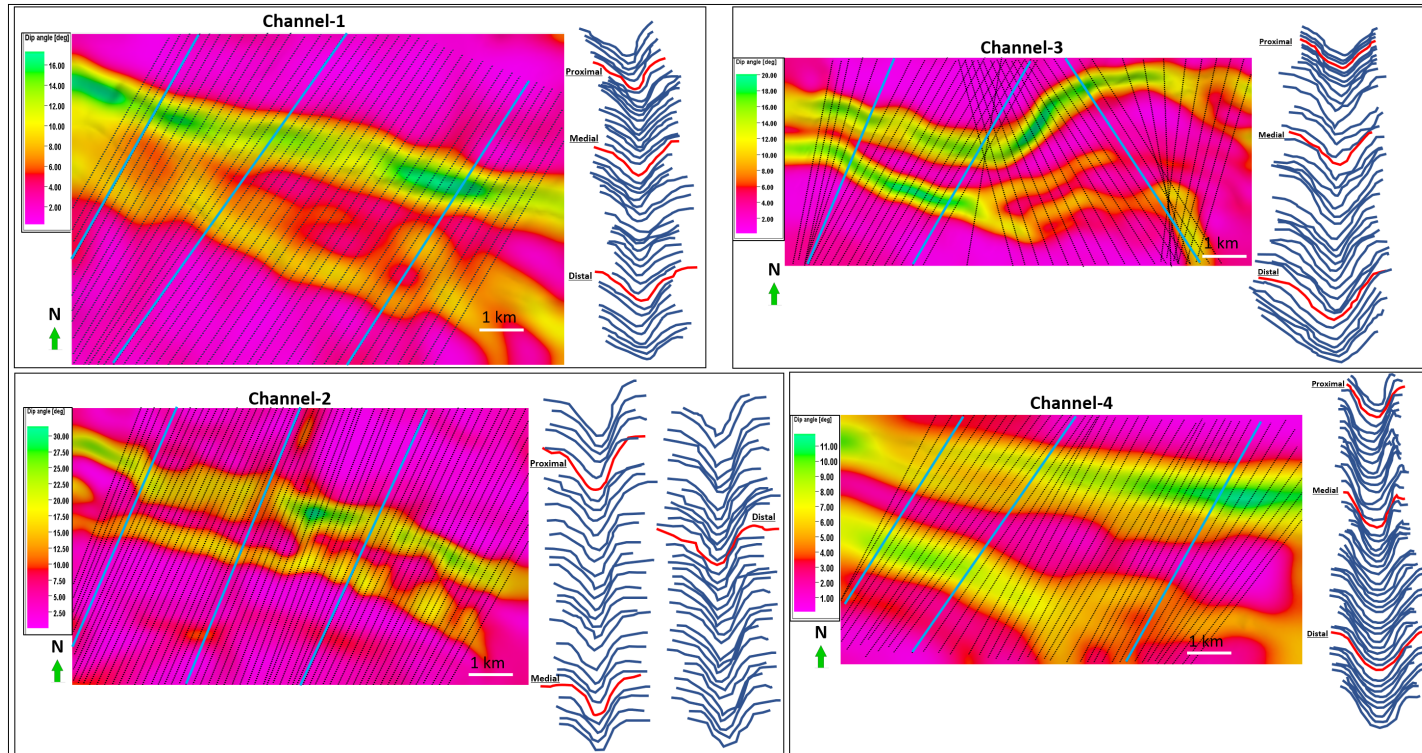 Channel-1
Dip angle [deg]
16.00
14.00
12.00
10.00
8.00
6.00
4.00
2.00
N
1 km
Proximal
Medial
Distal
Channel-3
Dip angle [deg]
20.00
18.00
16.00
14.00
12.00
10.00
8.00
6.00
4.00
2.00
N
1 km
Proximal
Medial
Distal
Channel-2
Dip angle [deg]
30.00
27.50
25.00
22.50
20.00
17.50
15.00
12.50
10.00
7.50
5.00
2.50
N
1 km
Proximal
Medial
Distal
Channel-4
Dip angle [deg]
11.00
10.00
9.00
8.00
7.00
6.00
5.00
4.00
3.00
2.00
1.00
N
1 km
Proximal
Medial
Distal